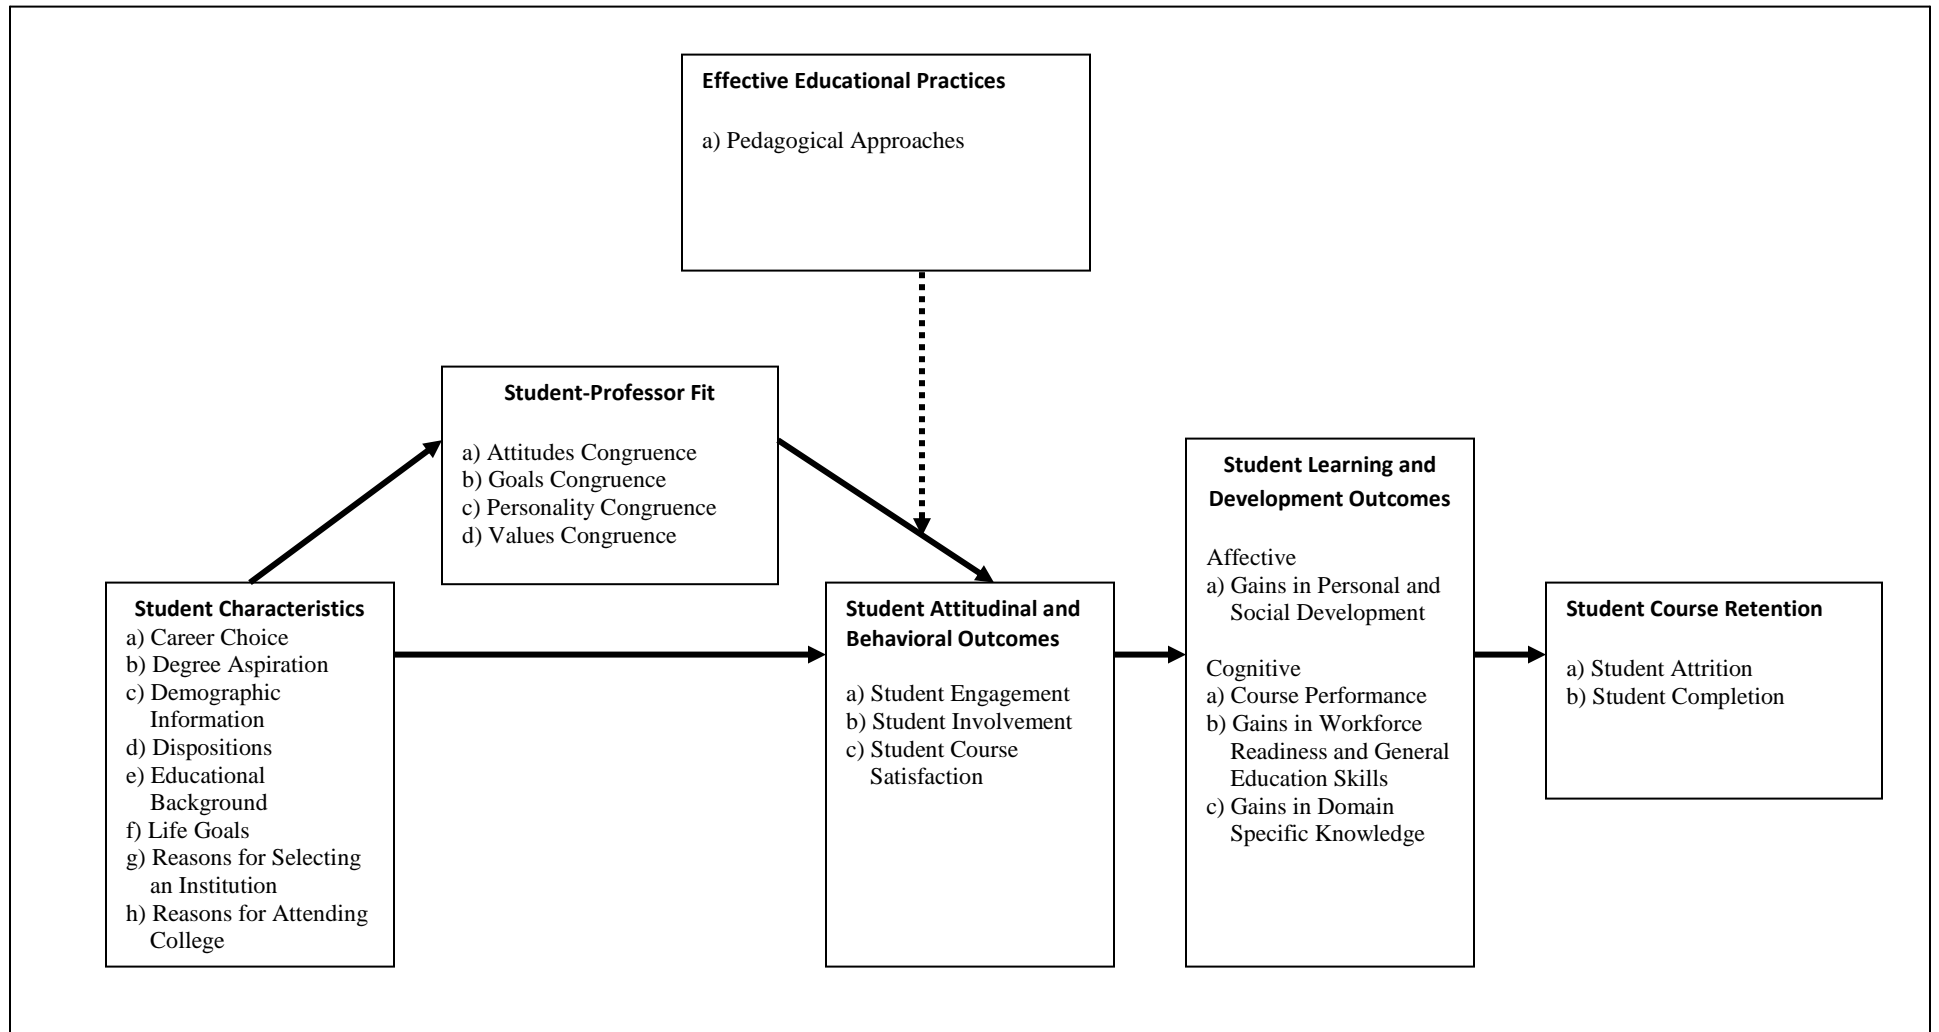 Effective Educational Practices
a) Pedagogical Approaches
Student-Professor Fit
a) Attitudes Congruence
b) Goals Congruence
c) Personality Congruence
d) Values Congruence
Student Characteristics
a) Career Choice
b) Degree Aspiration
c) Demographic
Information
d) Dispositions
e) Educational
Background
f) Life Goals
g) Reasons for Selecting
an Institution
h) Reasons for Attending
College
Student Attitudinal and
Behavioral Outcomes
a) Student Engagement
b) Student Involvement
c) Student Course
Satisfaction
Student Learning and
Development Outcomes
Affective
a) Gains in Personal and
Social Development
Cognitive
a) Course Performance
b) Gains in Workforce
Readiness and General
Education Skills
c) Gains in Domain
Specific Knowledge
Student Course Retention
a) Student Attrition
b) Student Completion